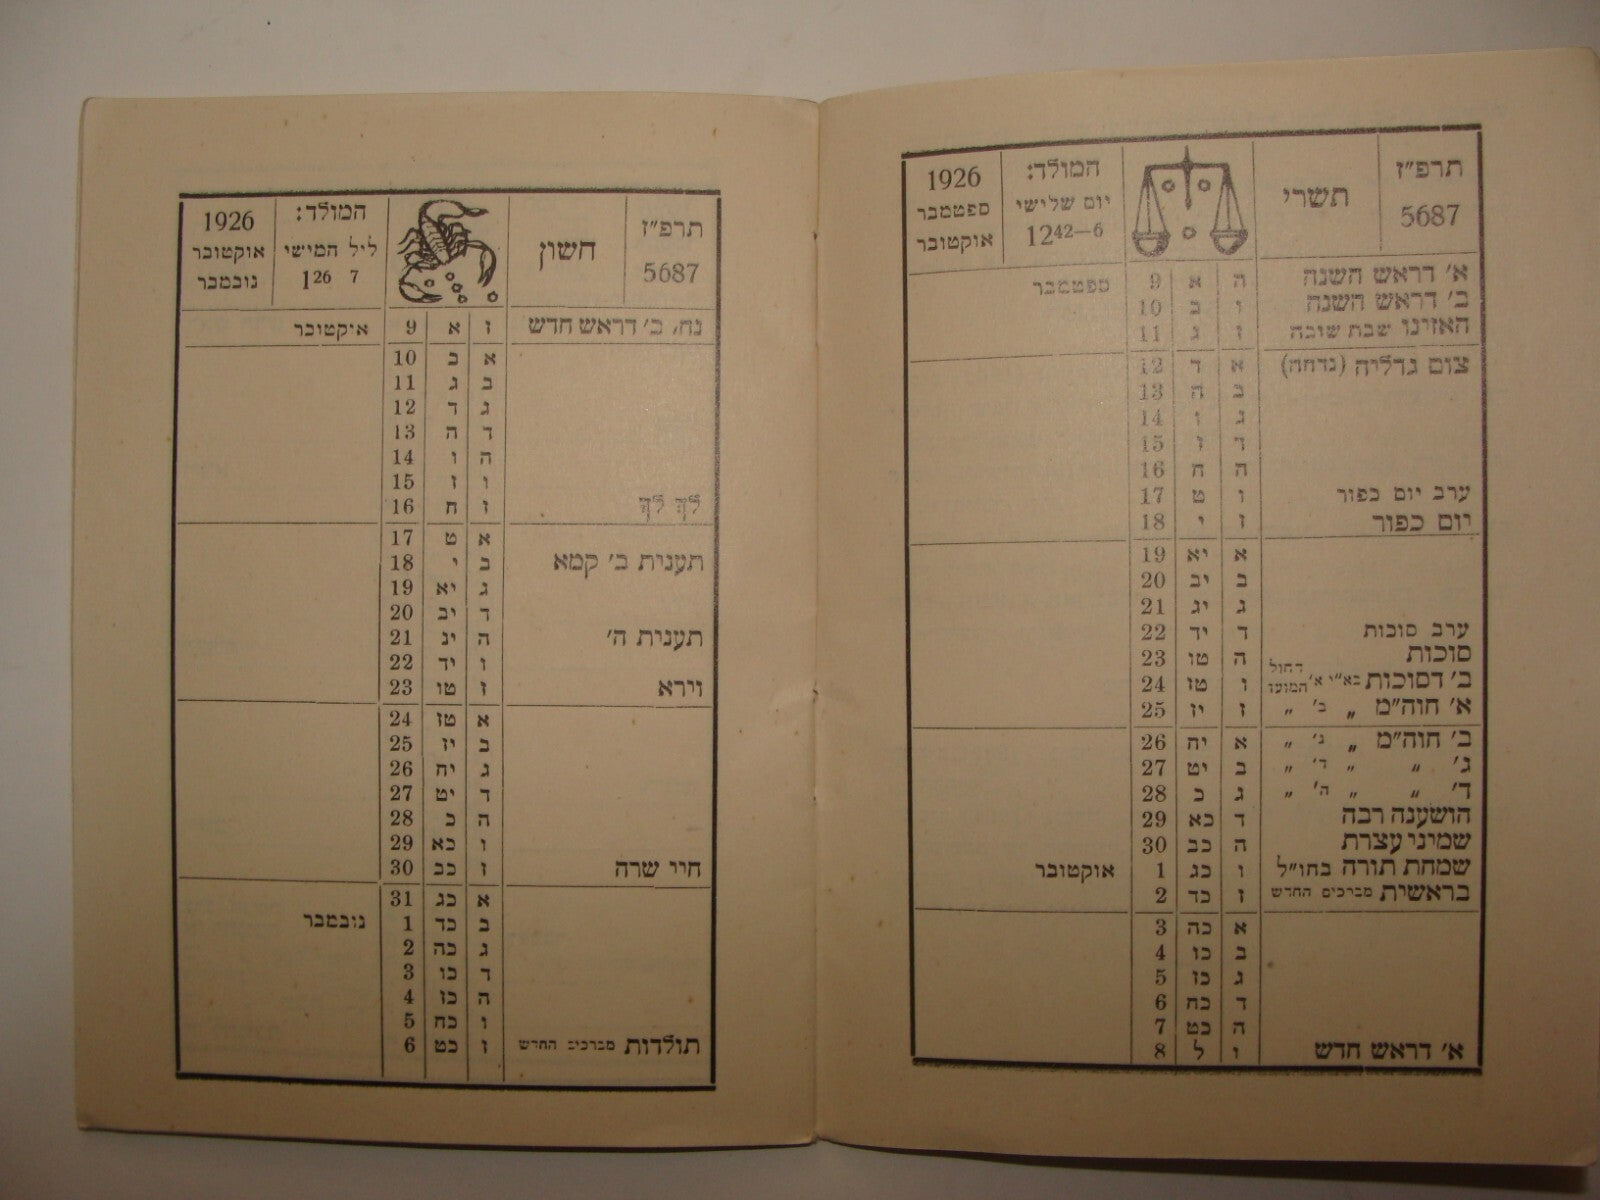 תרפ״ז 5687
תשרי
המולד: יום שלישי 12 42—6
1926 ספטמבר אוקטובר
א׳ דראש השנה ה א 9 ספטמבר
ב׳ דראש השנה ו ב 10
האזינו שבת שובה ז ג 11
צום גדליה (נדחה) א ד 12
ב ה 13
ג ו 14
ד ז 15
ה ח 16
ערב יום כפור ו ט 17
יום כפור ז י 18
א יא 19
ב יב 20
ג יג 21
ערב סוכות ד יד 22
סוכות ה טו 23
ב׳ דסוכות בא״י א׳ דחול המועד ו טז 24
א׳ חוה״מ „ ב׳ „ ז יז 25
ב׳ חוה״מ „ ג׳ „ א יח 26
ג׳ „ „ ד׳ „ ב יט 27
ד׳ „ „ ה׳ „ ג כ 28
הושענה רבה ד כא 29
שמיני עצרת ה כב 30
שמחת תורה בחו״ל ו כג 1 אוקטובר
בראשית מברכים החדש ז כד 2
א כה 3
ב כו 4
ג כז 5
ד כח 6
ה כט 7
א׳ דראש חדש ו ל 8
תרפ״ז 5687
חשון
המולד: ליל חמישי 1 26 7
1926 אוקטובר נובמבר
נח, ב׳ דראש חדש ז א 9 איקטובר
א ב 10
ב ג 11
ג ד 12
ד ה 13
ה ו 14
ו ז 15
לך לך ז ח 16
א ט 17
תענית ב׳ קמא ב י 18
ג יא 19
ד יב 20
תענית ה׳ ה יג 21
ו יד 22
וירא ז טו 23
א טז 24
ב יז 25
ג יח 26
ד יט 27
ה כ 28
ו כא 29
חיי שרה ז כב 30
א כג 31
ב כד 1 נובמבר
ג כה 2
ד כו 3
ה כז 4
ו כח 5
תולדות מברכים החדש ז כט 6